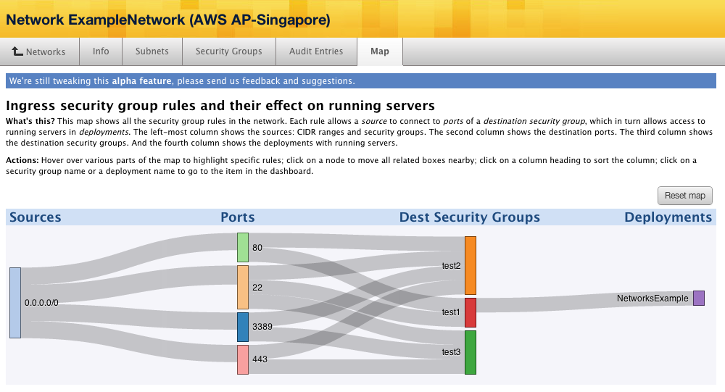 Network ExampleNetwork (AWS AP-Singapore)
Networks Info Subnets Security Groups Audit Entries Map
We're still tweaking this alpha feature, please send us feedback and suggestions.
Ingress security group rules and their effect on running servers
What's this? This map shows all the security group rules in the network. Each rule allows a source to connect to ports of a destination security group, which in turn allows access to
running servers in deployments. The left-most column shows the sources: CIDR ranges and security groups. The second column shows the destination ports. The third column shows
the destination security groups. And the fourth column shows the deployments with running servers.
Actions: Hover over various parts of the map to highlight specific rules; click on a node to move all related boxes nearby; click on a column heading to sort the column; click on a
security group name or a deployment name to go to the item in the dashboard.
Reset map
Sources Ports Dest Security Groups Deployments
80
test2
22
NetworksExample
0.0.0.0/0
test1
3389
test3
443